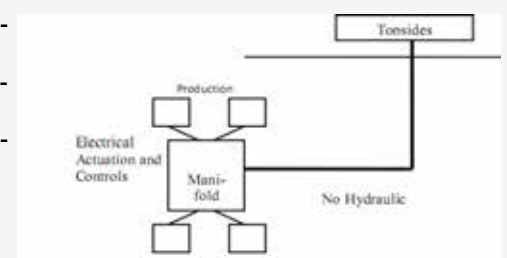 Tonsides
Production
Electrical
Actuation and
Controls
Mani-
fold
No Hydraulic